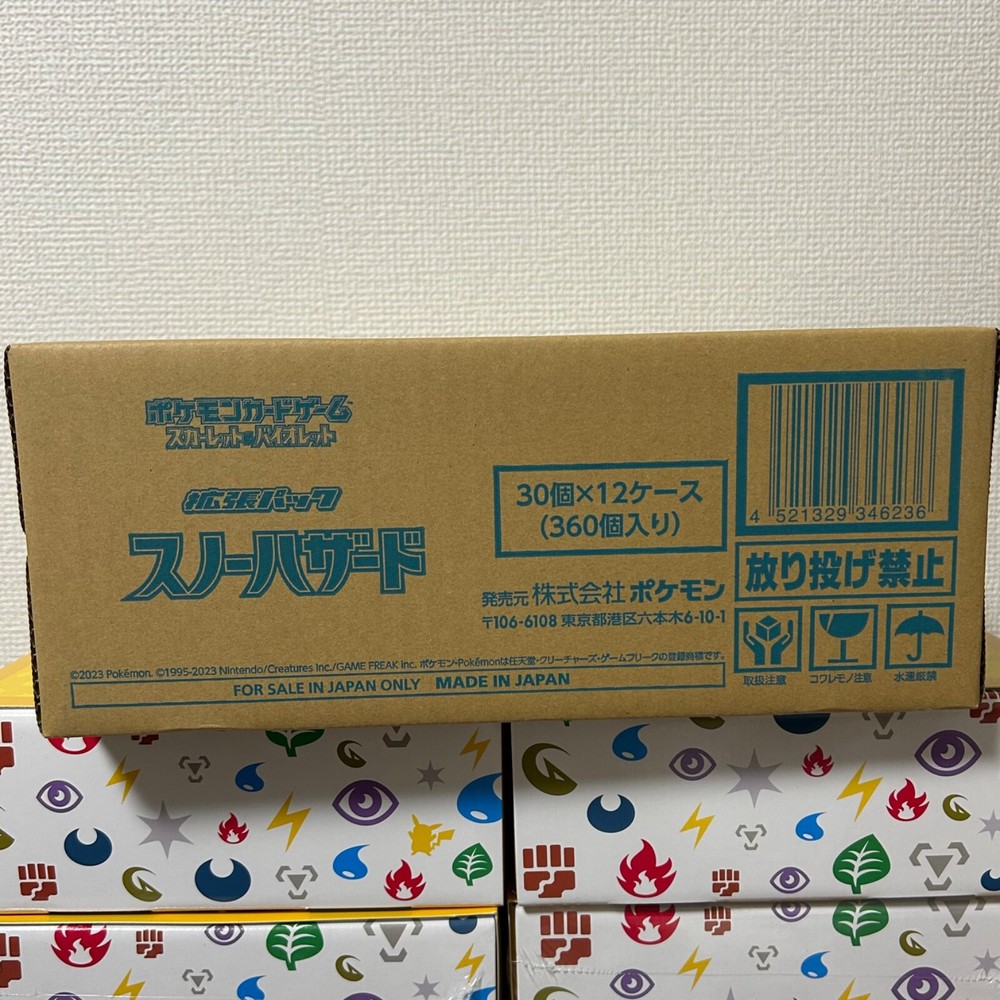 ポケモンカードゲーム
スカーレット&バイオレット
拡張パック
スノーハザード
30個×12ケース
(360個入り)
発売元 株式会社 ポケモン
〒106-6108 東京都港区六本木6-10-1
©2023 Pokémon. ©1995-2023 Nintendo/Creatures Inc./GAME FREAK inc. ポケモン・Pokémonは任天堂・クリーチャーズ・ゲームフリークの登録商標です。
FOR SALE IN JAPAN ONLY MADE IN JAPAN
4 521329 346236
放り投げ禁止
取扱注意 コワレモノ注意 水濡厳禁